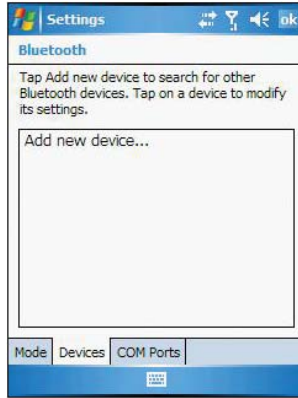 Settings
ok
Bluetooth
Tap Add new device to search for other
Bluetooth devices. Tap on a device to modify
its settings.
Add new device...
Mode Devices COM Ports